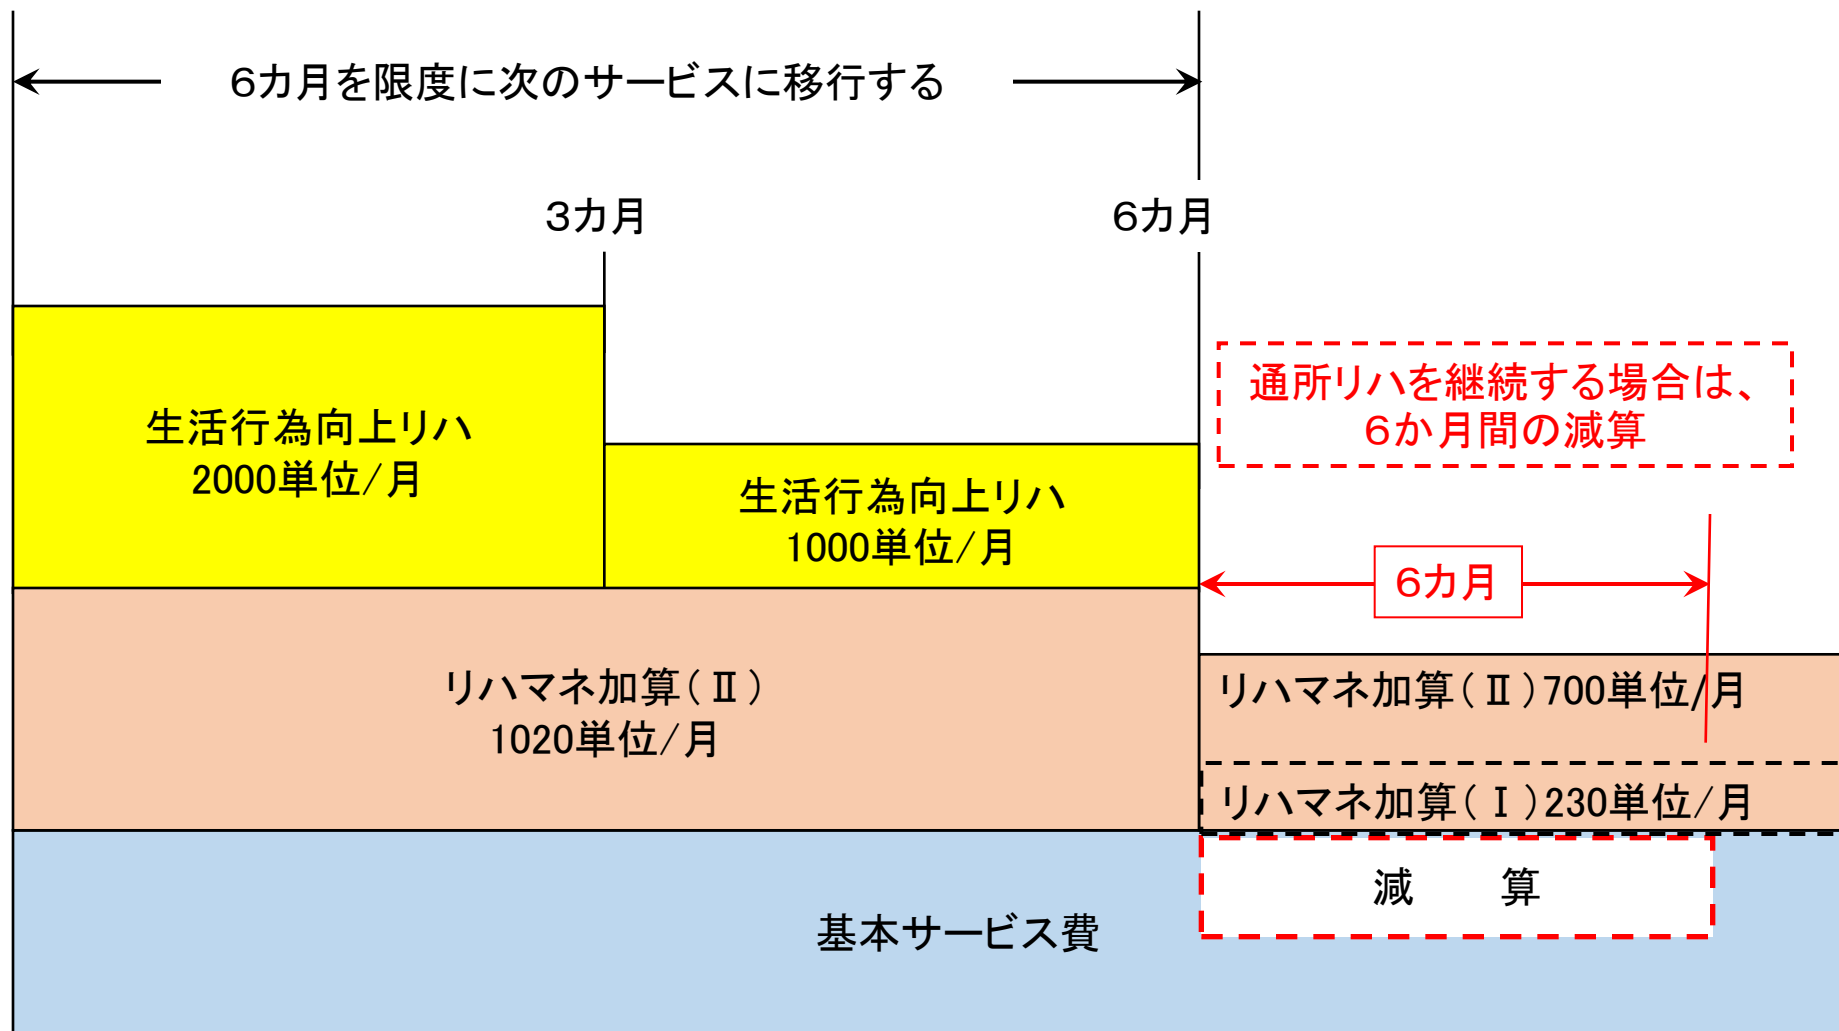 ６カ月を限度に次のサービスに移行する
３カ月
６カ月
生活行為向上リハ
2000単位/月
生活行為向上リハ
1000単位/月
通所リハを継続する場合は、
６か月間の減算
６カ月
リハマネ加算(Ⅱ)
1020単位/月
リハマネ加算(Ⅱ)700単位/月
リハマネ加算(Ⅰ)230単位/月
減　算
基本サービス費